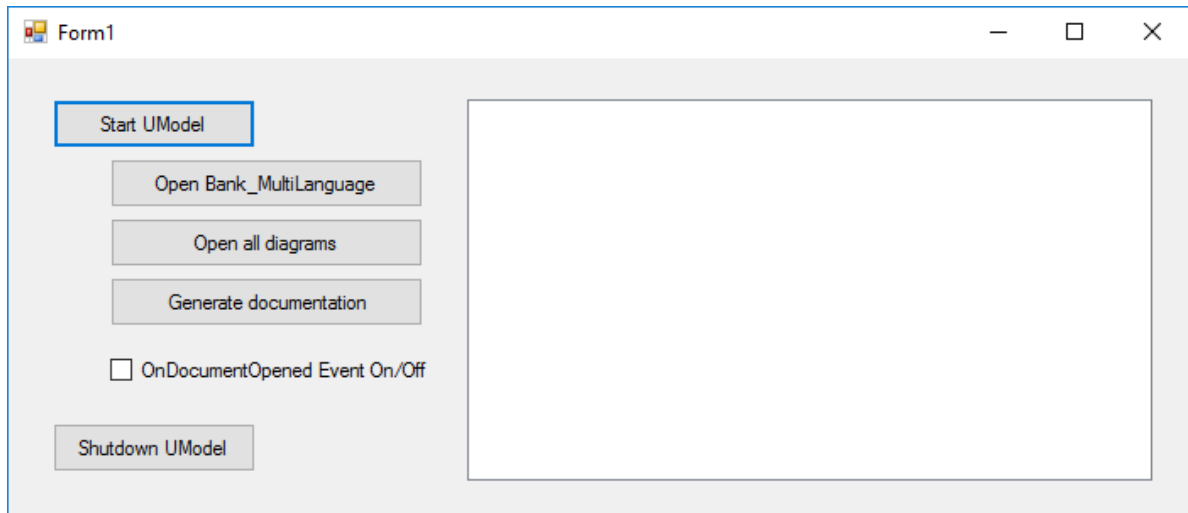 Form1
Start UModel
Open Bank_MultiLanguage
Open all diagrams
Generate documentation
OnDocumentOpened Event On/Off
Shutdown UModel